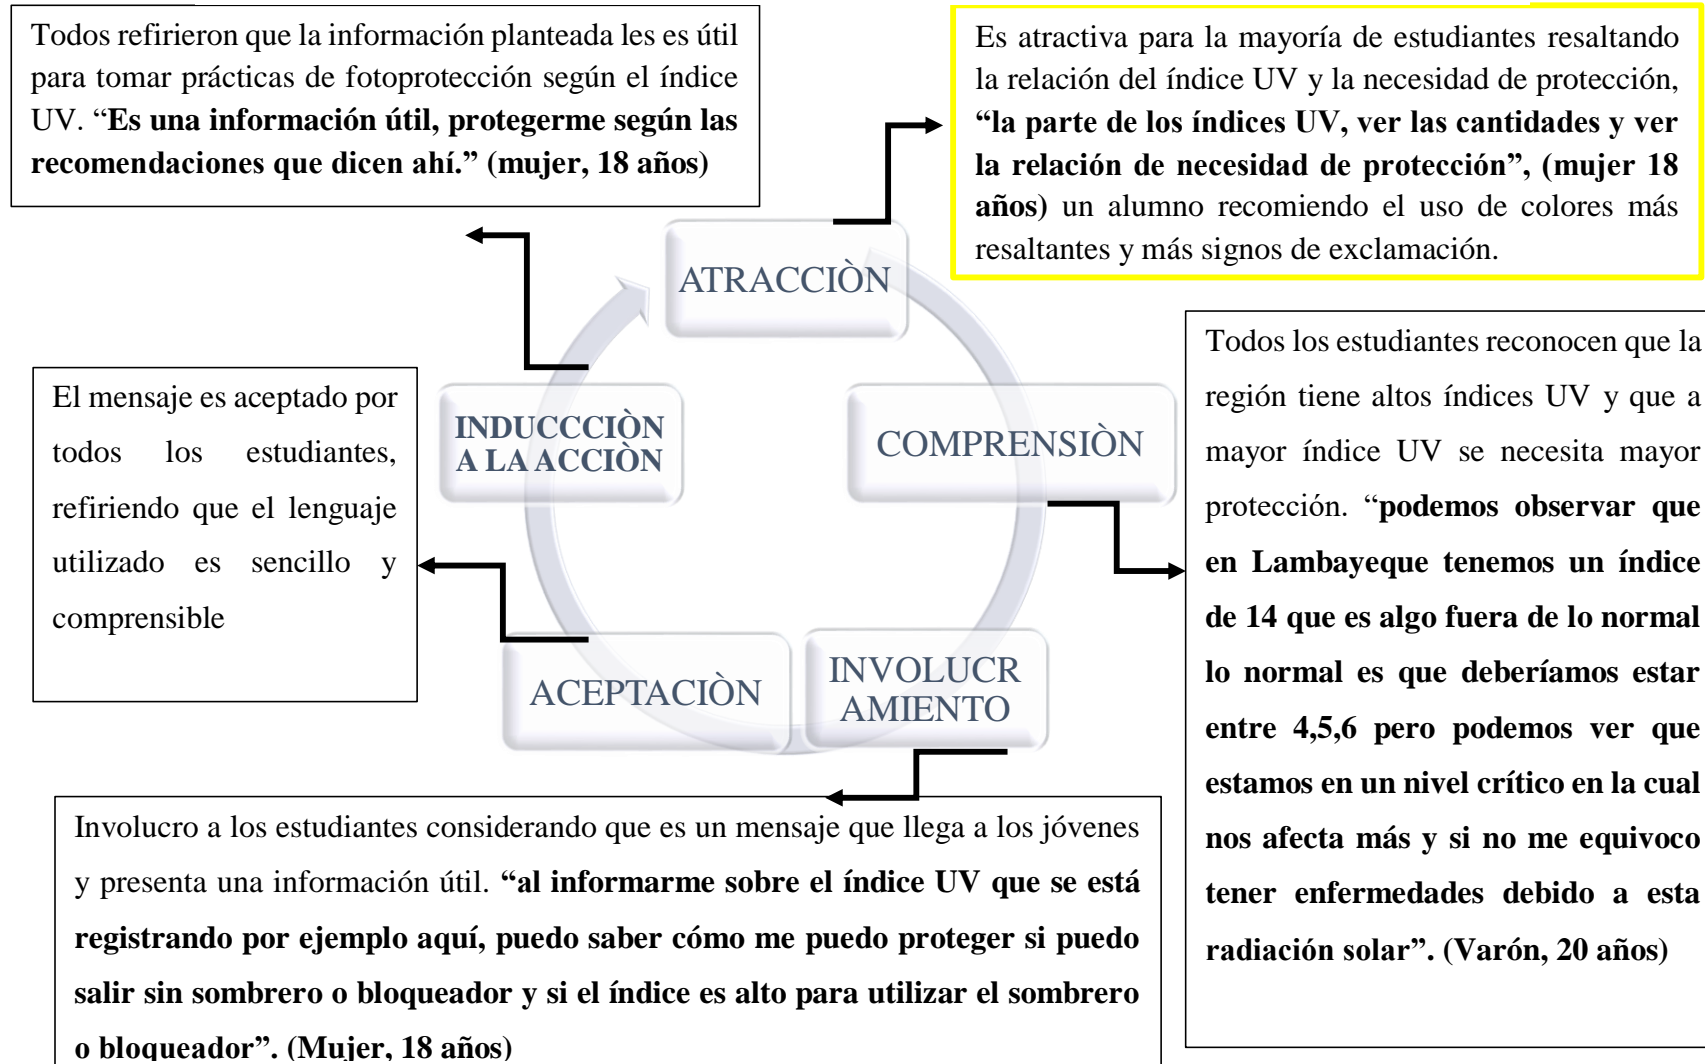 Todos refirieron que la información planteada les es útil
para tomar prácticas de fotoprotección según el índice
UV. “Es una información útil, protegerme según las
recomendaciones que dicen ahí.” (mujer, 18 años)
Es atractiva para la mayoría de estudiantes resaltando
la relación del índice UV y la necesidad de protección,
“la parte de los índices UV, ver las cantidades y ver
la relación de necesidad de protección”, (mujer 18
años) un alumno recomiendo el uso de colores más
resaltantes y más signos de exclamación.
ATRACCIÒN
COMPRENSIÒN
INVOLUCR
AMIENTO
ACEPTACIÒN
INDUCCCIÒN
A LA ACCIÒN
Todos los estudiantes reconocen que la
región tiene altos índices UV y que a
mayor índice UV se necesita mayor
protección. “podemos observar que
en Lambayeque tenemos un índice
de 14 que es algo fuera de lo normal
lo normal es que deberíamos estar
entre 4,5,6 pero podemos ver que
estamos en un nivel crítico en la cual
nos afecta más y si no me equivoco
tener enfermedades debido a esta
radiación solar”. (Varón, 20 años)
El mensaje es aceptado por
todos los estudiantes,
refiriendo que el lenguaje
utilizado es sencillo y
comprensible
Involucro a los estudiantes considerando que es un mensaje que llega a los jóvenes
y presenta una información útil. “al informarme sobre el índice UV que se está
registrando por ejemplo aquí, puedo saber cómo me puedo proteger si puedo
salir sin sombrero o bloqueador y si el índice es alto para utilizar el sombrero
o bloqueador”. (Mujer, 18 años)